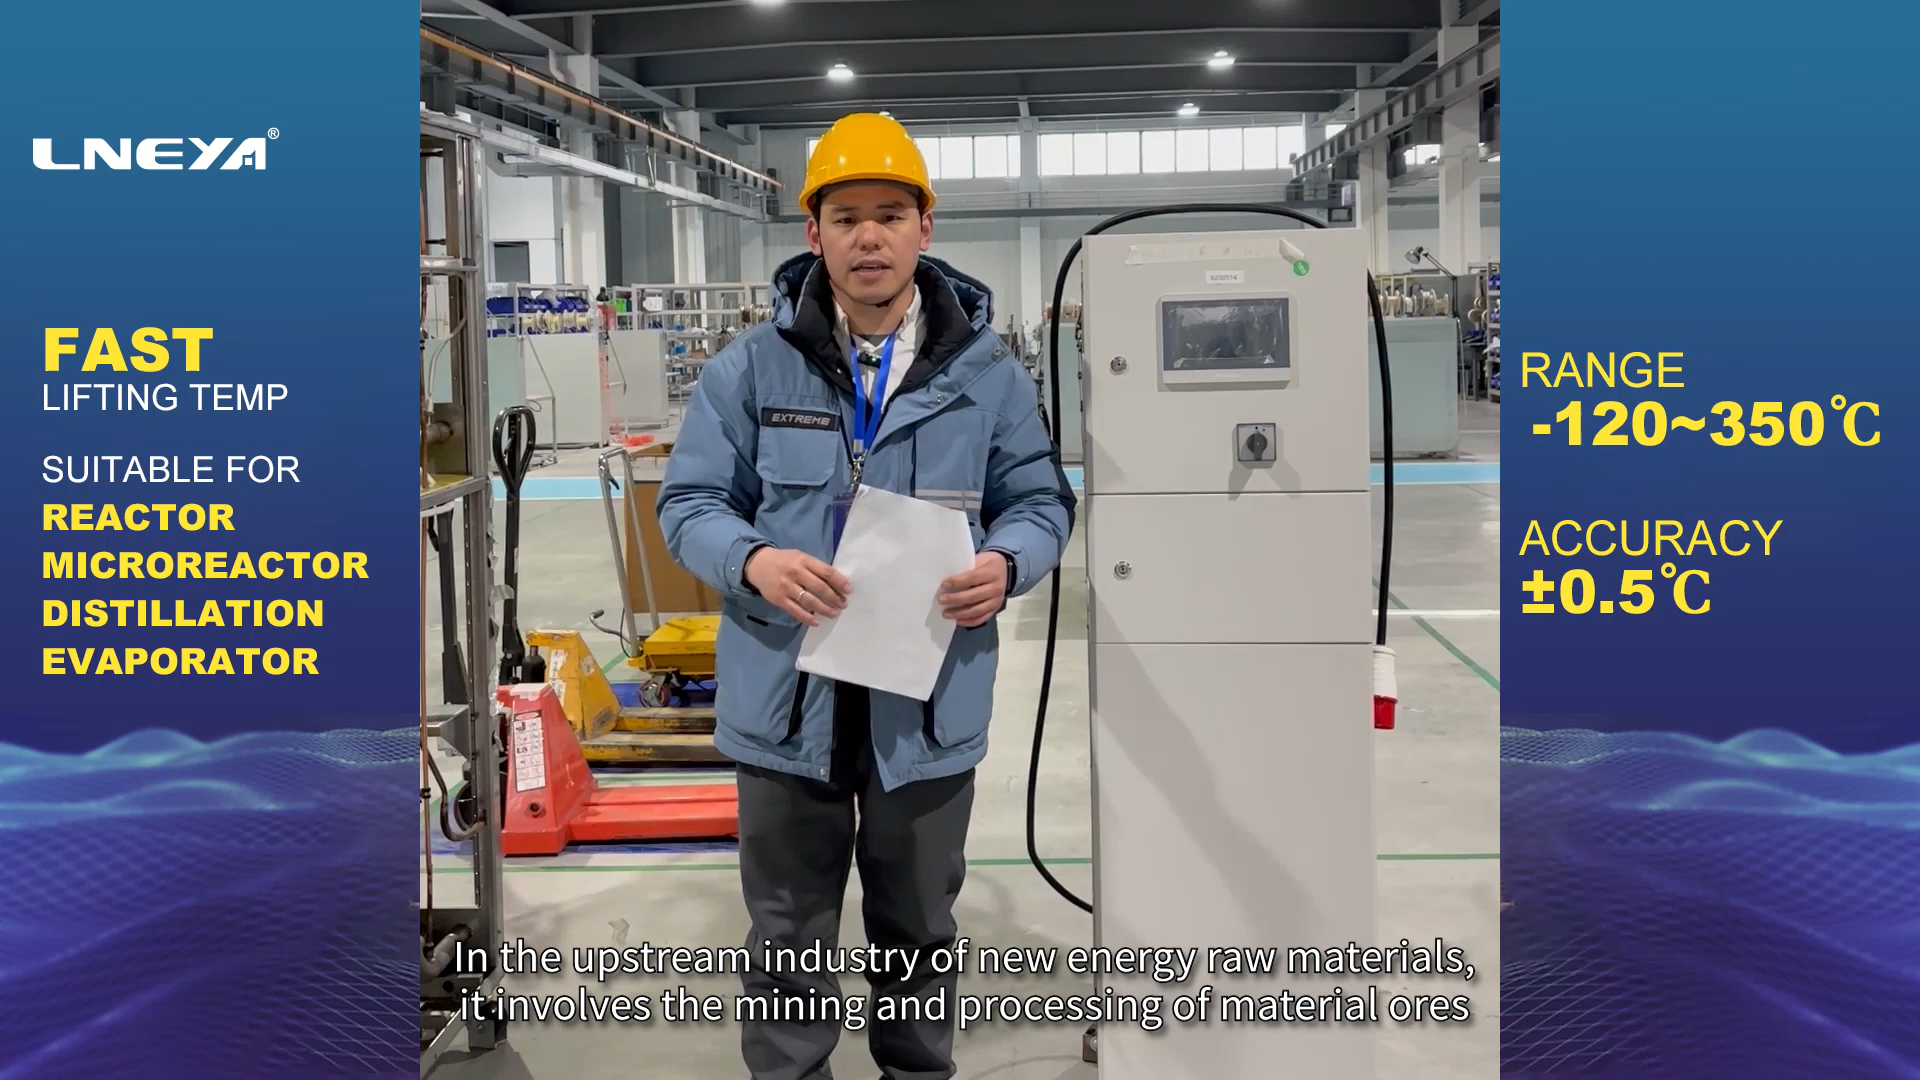 LNEYA®
FAST
LIFTING TEMP
SUITABLE FOR
REACTOR
MICROREACTOR
DISTILLATION
EVAPORATOR
EXTREME
RANGE
-120~350℃
ACCURACY
±0.5℃
In the upstream industry of new energy raw materials,
it involves the mining and processing of material ores